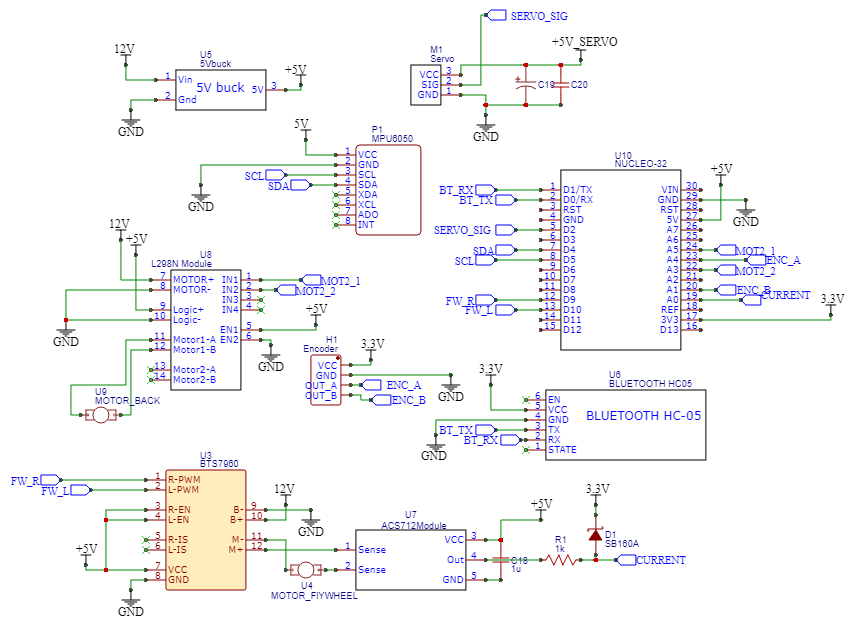 SERVO_SIG
12V
U5
5Vbuck
+5V
1 Vin
2 Gnd
5V buck
5V 3
GND
M1
Servo
VCC 3
SIG 2
GND 1
+5V_SERVO
C19
C20
GND
5V
P1
MPU6050
1 VCC
2 GND
3 SCL
4 SDA
5 XDA
6 XCL
7 ADO
8 INT
SCL
SDA
GND
U10
NUCLEO-32
1 D1/TX
2 D0/RX
3 RST
4 GND
5 D2
6 D3
7 D4
8 D5
9 D6
10 D7
11 D8
12 D9
13 D10
14 D11
15 D12
VIN 30
GND 29
RST 28
5V 27
A7 26
A6 25
A5 24
A4 23
A3 22
A2 21
A1 20
A0 19
REF 18
3V3 17
D13 16
BT_RX
BT_TX
SERVO_SIG
SDA
SCL
FW_R
FW_L
+5V
GND
MOT2_1
ENC_A
MOT2_2
ENC_B
CURRENT
3.3V
12V
+5V
U8
L298N Module
7 MOTOR+
8 MOTOR-
9 Logic+
10 Logic-
11 Motor1-A
12 Motor1-B
13 Motor2-A
14 Motor2-B
IN1 1
IN2 2
IN3 3
IN4 4
EN1 5
EN2 6
MOT2_1
MOT2_2
+5V
GND
GND
U9
MOTOR_BACK
H1
Encoder
VCC 1
GND 2
OUT_A 3
OUT_B 4
3.3V
GND
ENC_A
ENC_B
3.3V
U6
BLUETOOTH HC05
6 EN
5 VCC
4 GND
3 TX
2 RX
1 STATE
BLUETOOTH HC-05
BT_TX
BT_RX
GND
U3
BTS7960
FW_R
FW_L
1 R-PWM
2 L-PWM
3 R-EN
4 L-EN
5 R-IS
6 L-IS
7 VCC
8 GND
B- 9
B+ 10
M- 11
M+ 12
+5V
GND
12V
GND
U4
MOTOR_FlYWHEEL
U7
ACS712Module
1 Sense
2 Sense
VCC 3
Out 4
GND 5
+5V
C18
1u
R1
1k
3.3V
D1
SB160A
CURRENT
GND